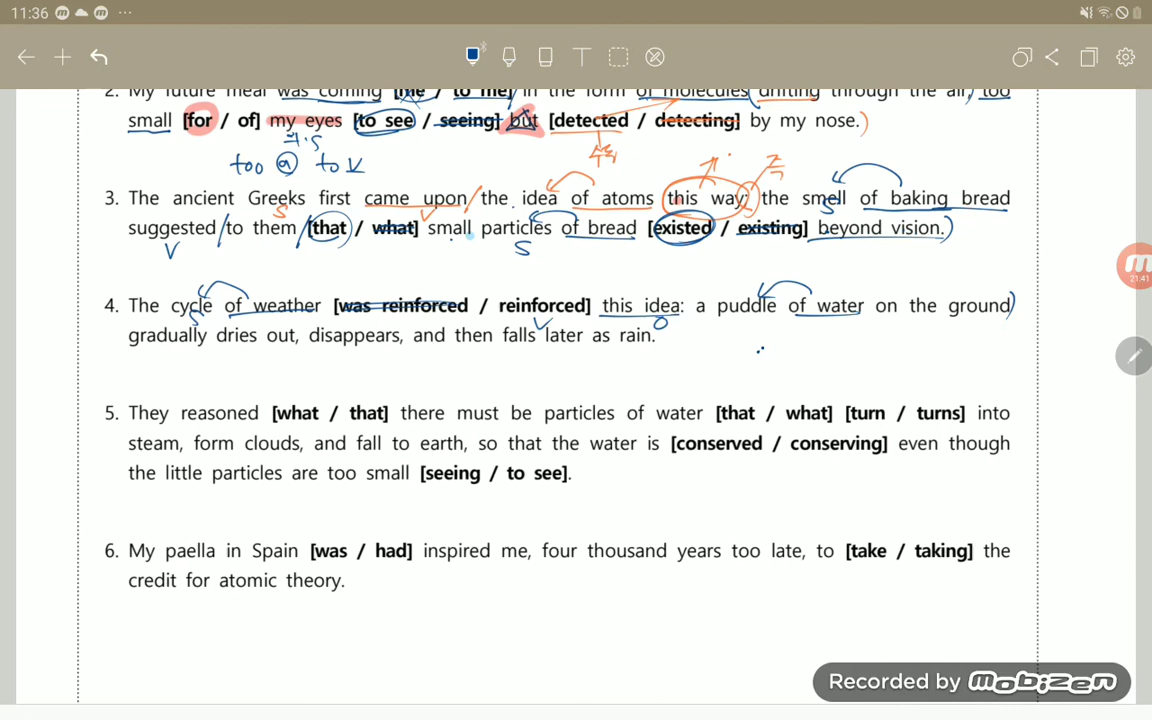 11:36
2. My future meal was coming [me / to me] in the form of molecules drifting through the air, too
small [for / of] my eyes [to see / seeing] but [detected / detecting] by my nose.)
too ⓐ to V
3. The ancient Greeks first came upon the idea of atoms this way: the smell of baking bread
S S
suggested to them [that / what] small particles of bread [existed / existing] beyond vision.)
V S
4. The cycle of weather [was reinforced / reinforced] this idea: a puddle of water on the ground
S V O
gradually dries out, disappears, and then falls later as rain.
5. They reasoned [what / that] there must be particles of water [that / what] [turn / turns] into
steam, form clouds, and fall to earth, so that the water is [conserved / conserving] even though
the little particles are too small [seeing / to see].
6. My paella in Spain [was / had] inspired me, four thousand years too late, to [take / taking] the
credit for atomic theory.
21:41
Recorded by mobizen